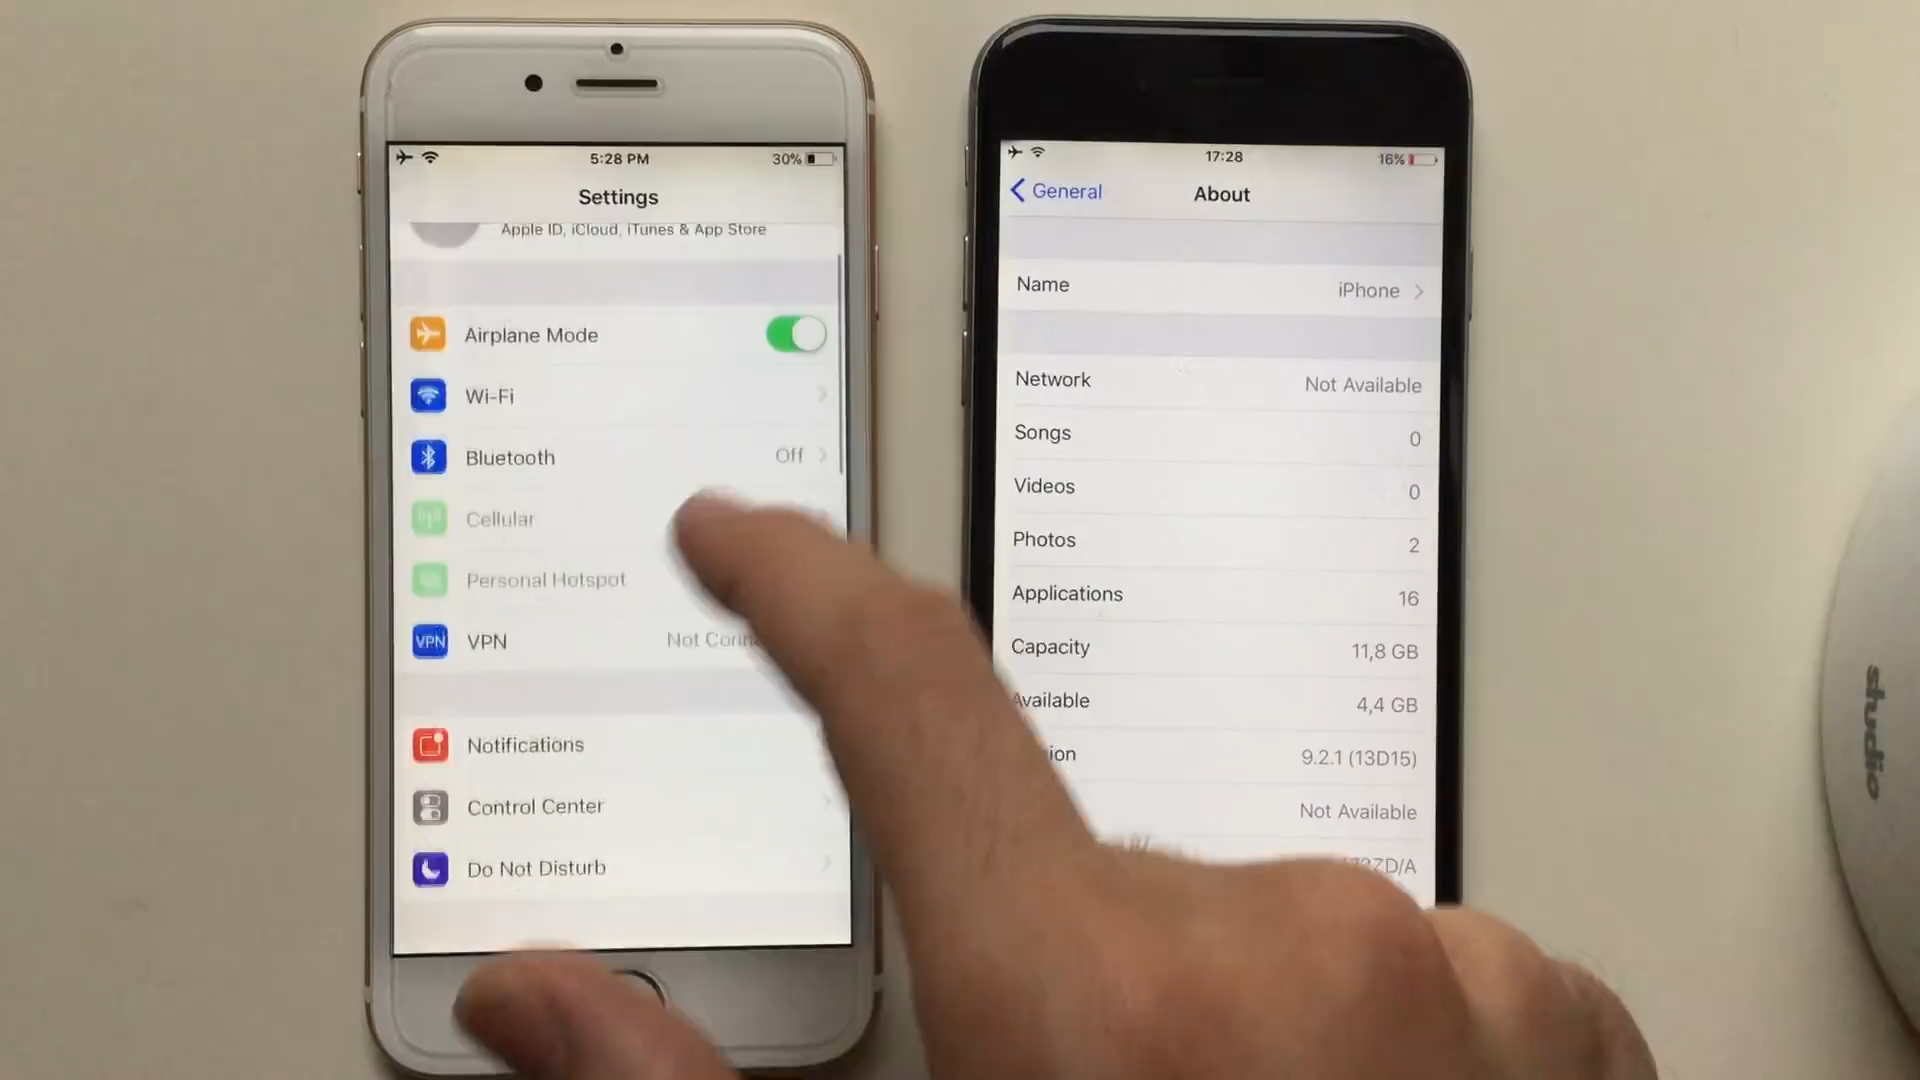 5:28 PM
30%
Settings
Apple ID, iCloud, iTunes & App Store
Airplane Mode
Wi-Fi
Bluetooth
Off
Cellular
Personal Hotspot
VPN
VPN
Not Conn
Notifications
Control Center
Do Not Disturb
17:28
16%
General
About
Name
iPhone
Network
Not Available
Songs
0
Videos
0
Photos
2
Applications
16
Capacity
11,8 GB
Available
4,4 GB
ion
9.2.1 (13D15)
Not Available
ZD/A
studio